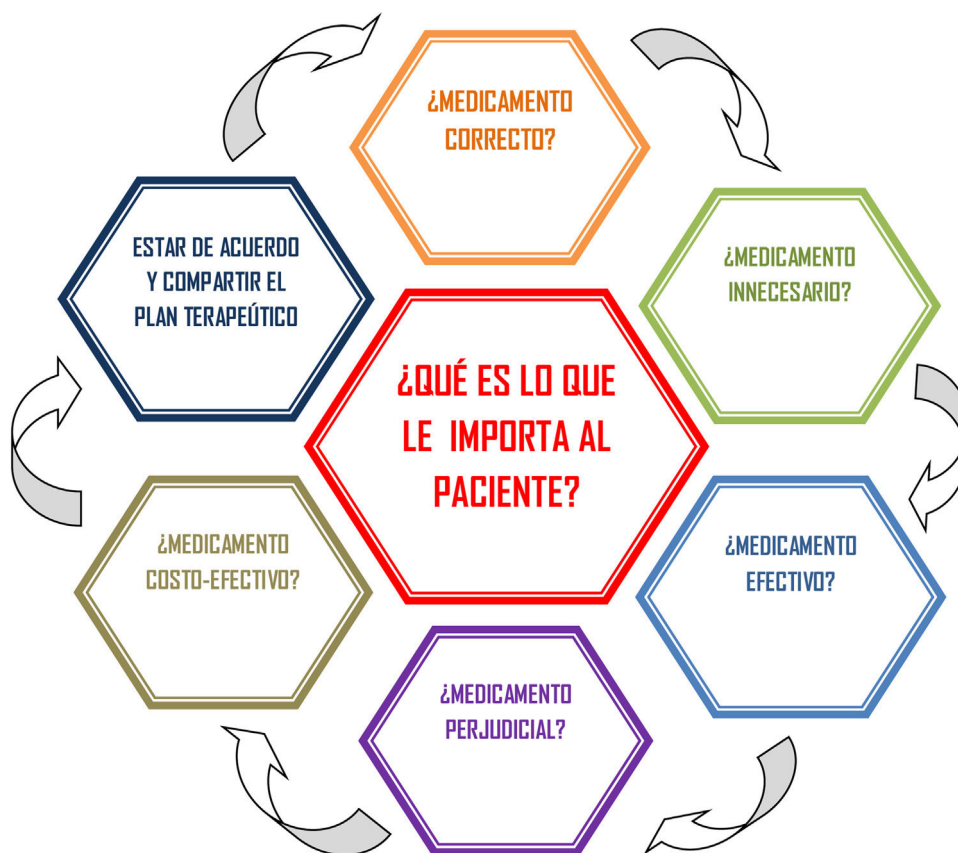 ¿MEDICAMENTO
CORRECTO?
¿MEDICAMENTO
INNECESARIO?
¿MEDICAMENTO
EFECTIVO?
¿MEDICAMENTO
PERJUDICIAL?
¿MEDICAMENTO
COSTO-EFECTIVO?
ESTAR DE ACUERDO
Y COMPARTIR EL
PLAN TERAPEÚTICO
¿QUÉ ES LO QUE
LE IMPORTA AL
PACIENTE?